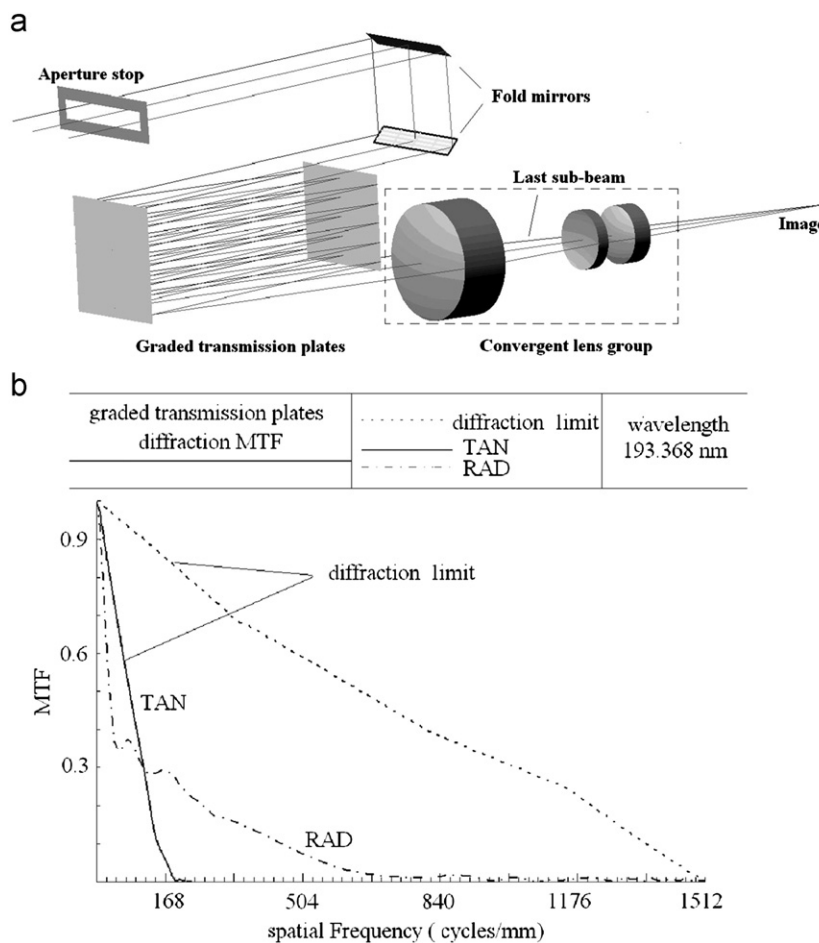 a
Aperture stop
Fold mirrors
Last sub-beam
Image
Graded transmission plates
Convergent lens group
b
graded transmission plates
diffraction MTF
diffraction limit
TAN
RAD
wavelength
193.368 nm
0.9
diffraction limit
0.6
MTF
TAN
0.3
RAD
168 504 840 1176 1512
spatial Frequency ( cycles/mm)